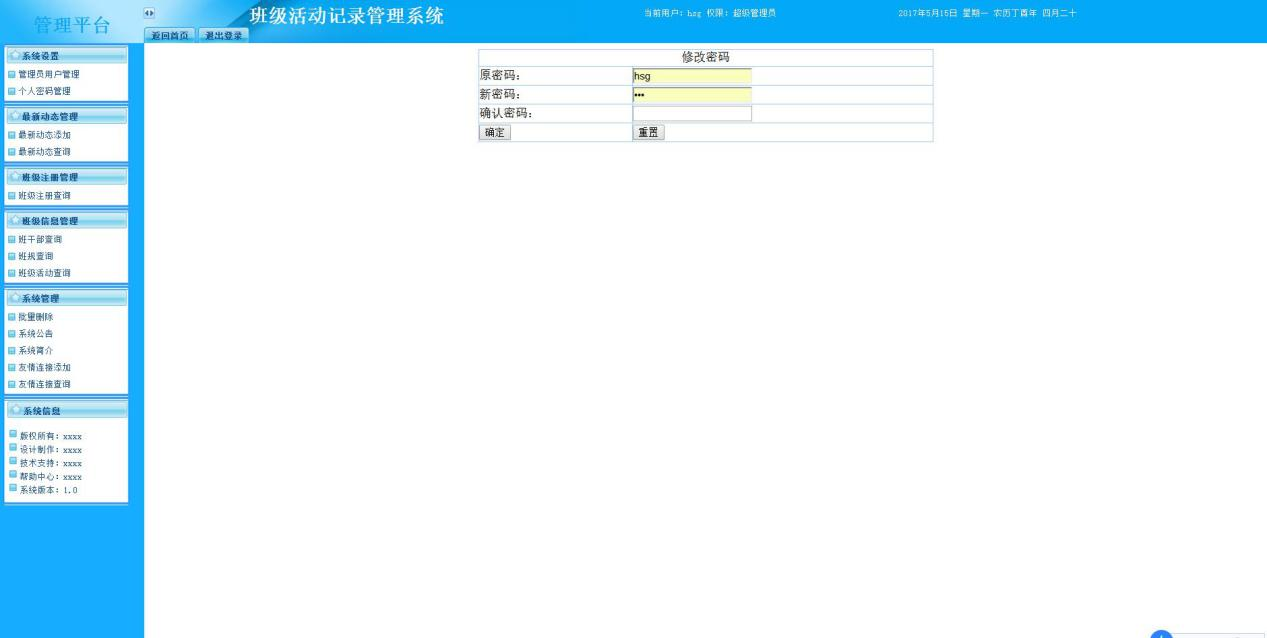 管理平台
班级活动记录管理系统
当前用户: hsg 权限: 超级管理员
2017年5月15日 星期一 农历丁酉年 四月二十
返回首页 退出登录
系统设置
管理员用户管理
个人密码管理
最新动态管理
最新动态添加
最新动态查询
班级注册管理
班级注册查询
班级信息管理
班干部查询
班规查询
班级活动查询
系统管理
批量删除
系统公告
系统简介
友情连接添加
友情连接查询
系统信息
版权所有: xxxx
设计制作: xxxx
技术支持: xxxx
帮助中心: xxxx
系统版本: 1.0
修改密码
原密码: hsg
新密码: •••
确认密码:
确定 重置